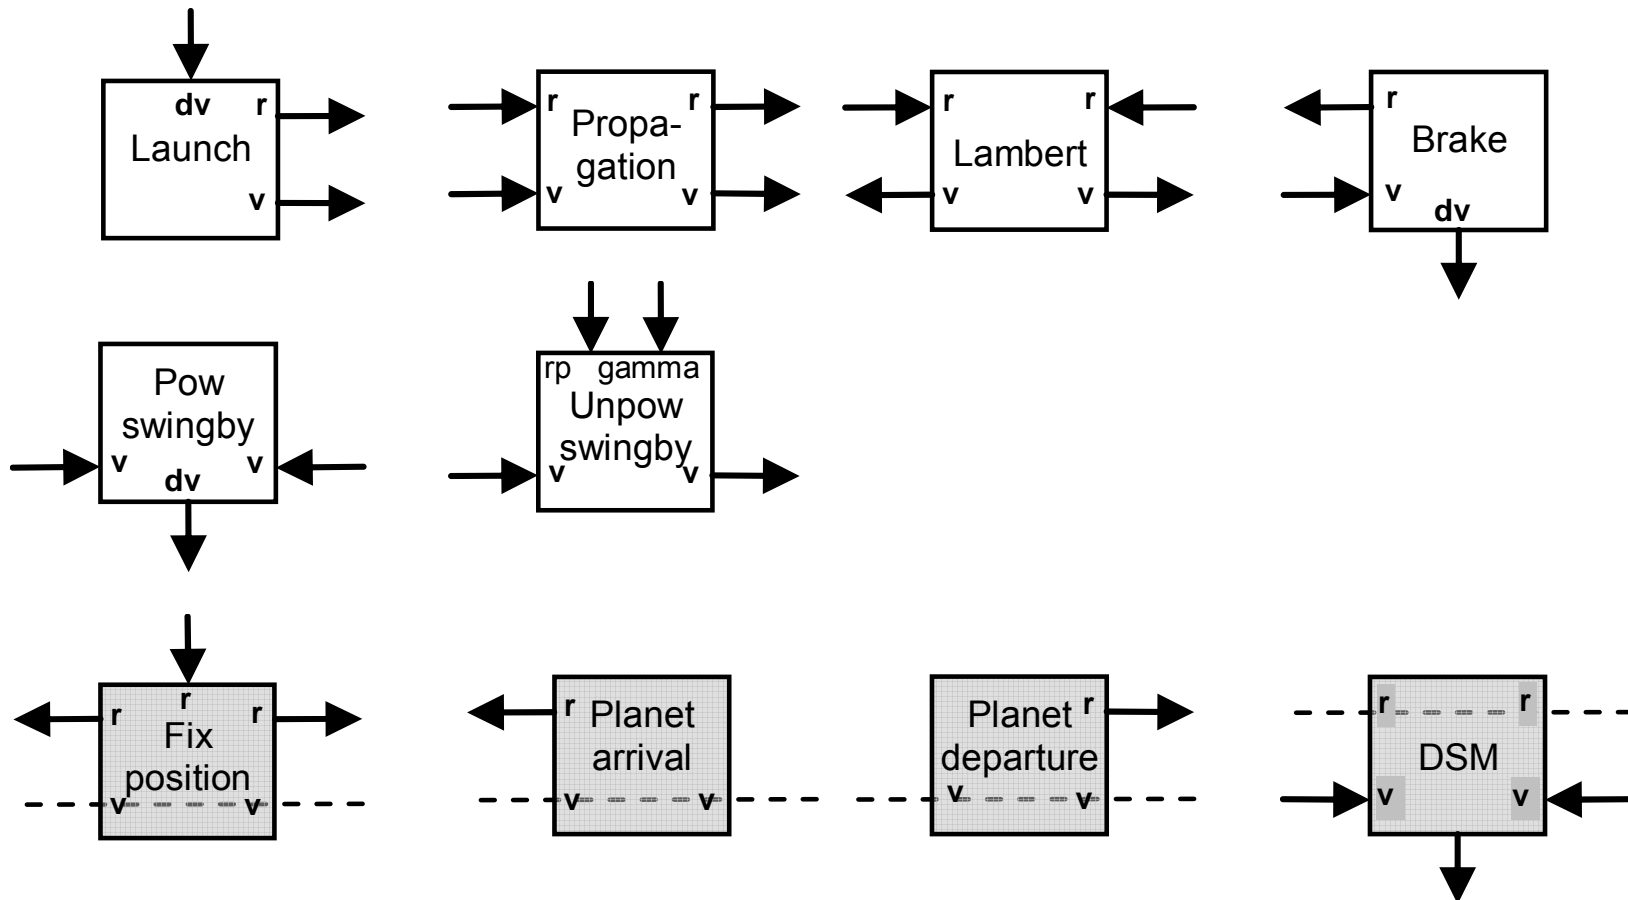 dv r
Launch
v
r r
Propa-
gation
v v
r r
Lambert
v v
r
Brake
v
dv
Pow
swingby
v v
dv
rp gamma
Unpow
swingby
v v
r
r r
Fix
position
v v
r Planet
arrival
v v
Planet r
departure
v v
r r
DSM
v v